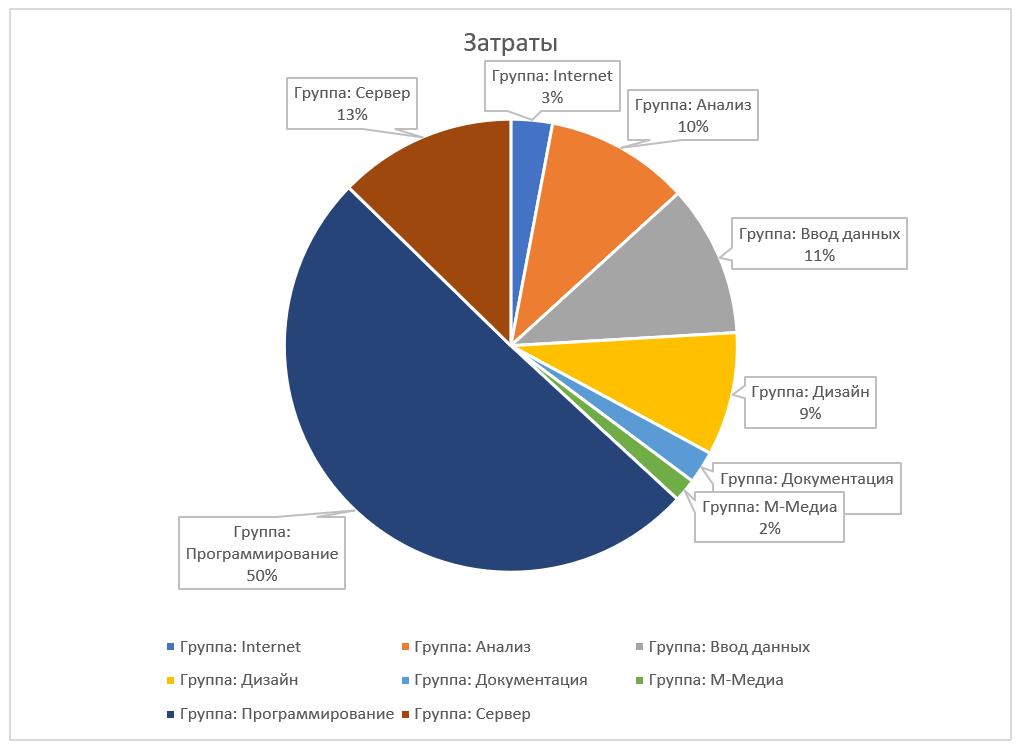 Затраты
Группа: Internet
3%
Группа: Сервер
13%
Группа: Анализ
10%
Группа: Ввод данных
11%
Группа: Дизайн
9%
Группа: Документация
Группа: М-Медиа
2%
Группа:
Программирование
50%
Группа: Internet
Группа: Анализ
Группа: Ввод данных
Группа: Дизайн
Группа: Документация
Группа: М-Медиа
Группа: Программирование
Группа: Сервер